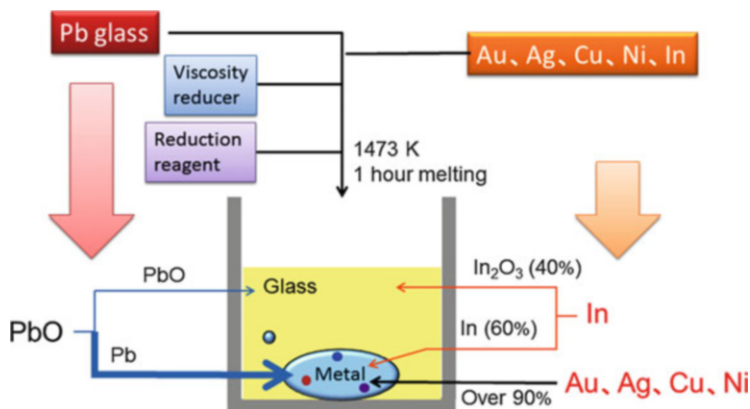 Pb glass
Au、Ag、Cu、Ni、In
Viscosity
reducer
Reduction
reagent
1473 K
1 hour melting
In₂O₃ (40%)
PbO
Glass
In
PbO
In (60%)
Pb
Metal
Au、Ag、Cu、Ni
Over 90%